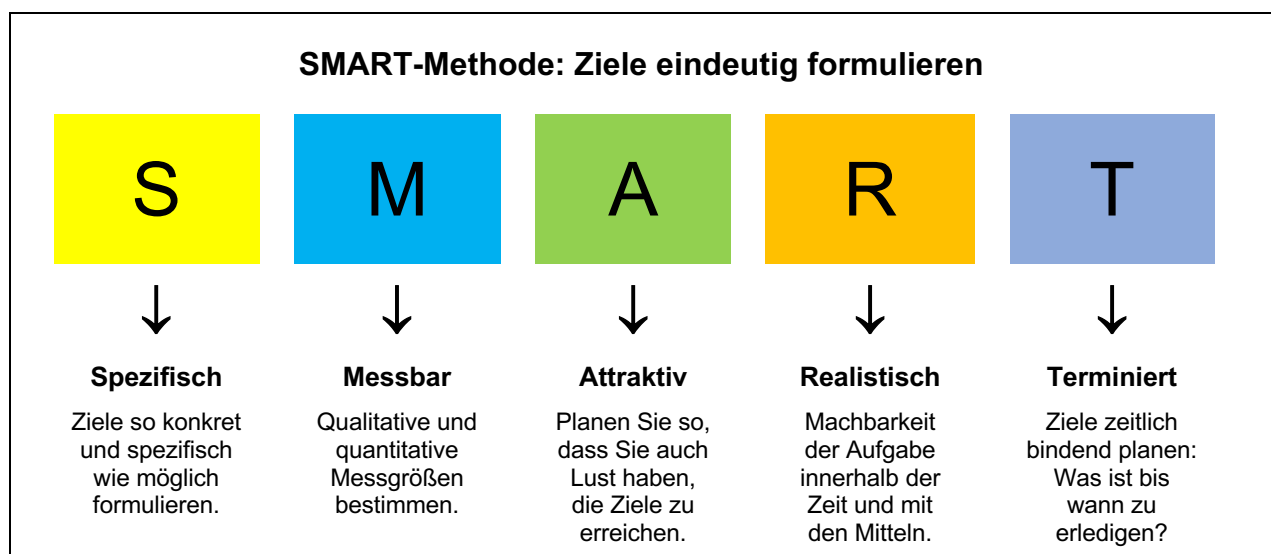 SMART-Methode: Ziele eindeutig formulieren
S
M
A
R
T
↓
↓
↓
↓
↓
Spezifisch
Ziele so konkret
und spezifisch
wie möglich
formulieren.
Messbar
Qualitative und
quantitative
Messgrößen
bestimmen.
Attraktiv
Planen Sie so,
dass Sie auch
Lust haben,
die Ziele zu
erreichen.
Realistisch
Machbarkeit
der Aufgabe
innerhalb der
Zeit und mit
den Mitteln.
Terminiert
Ziele zeitlich
bindend planen:
Was ist bis
wann zu
erledigen?